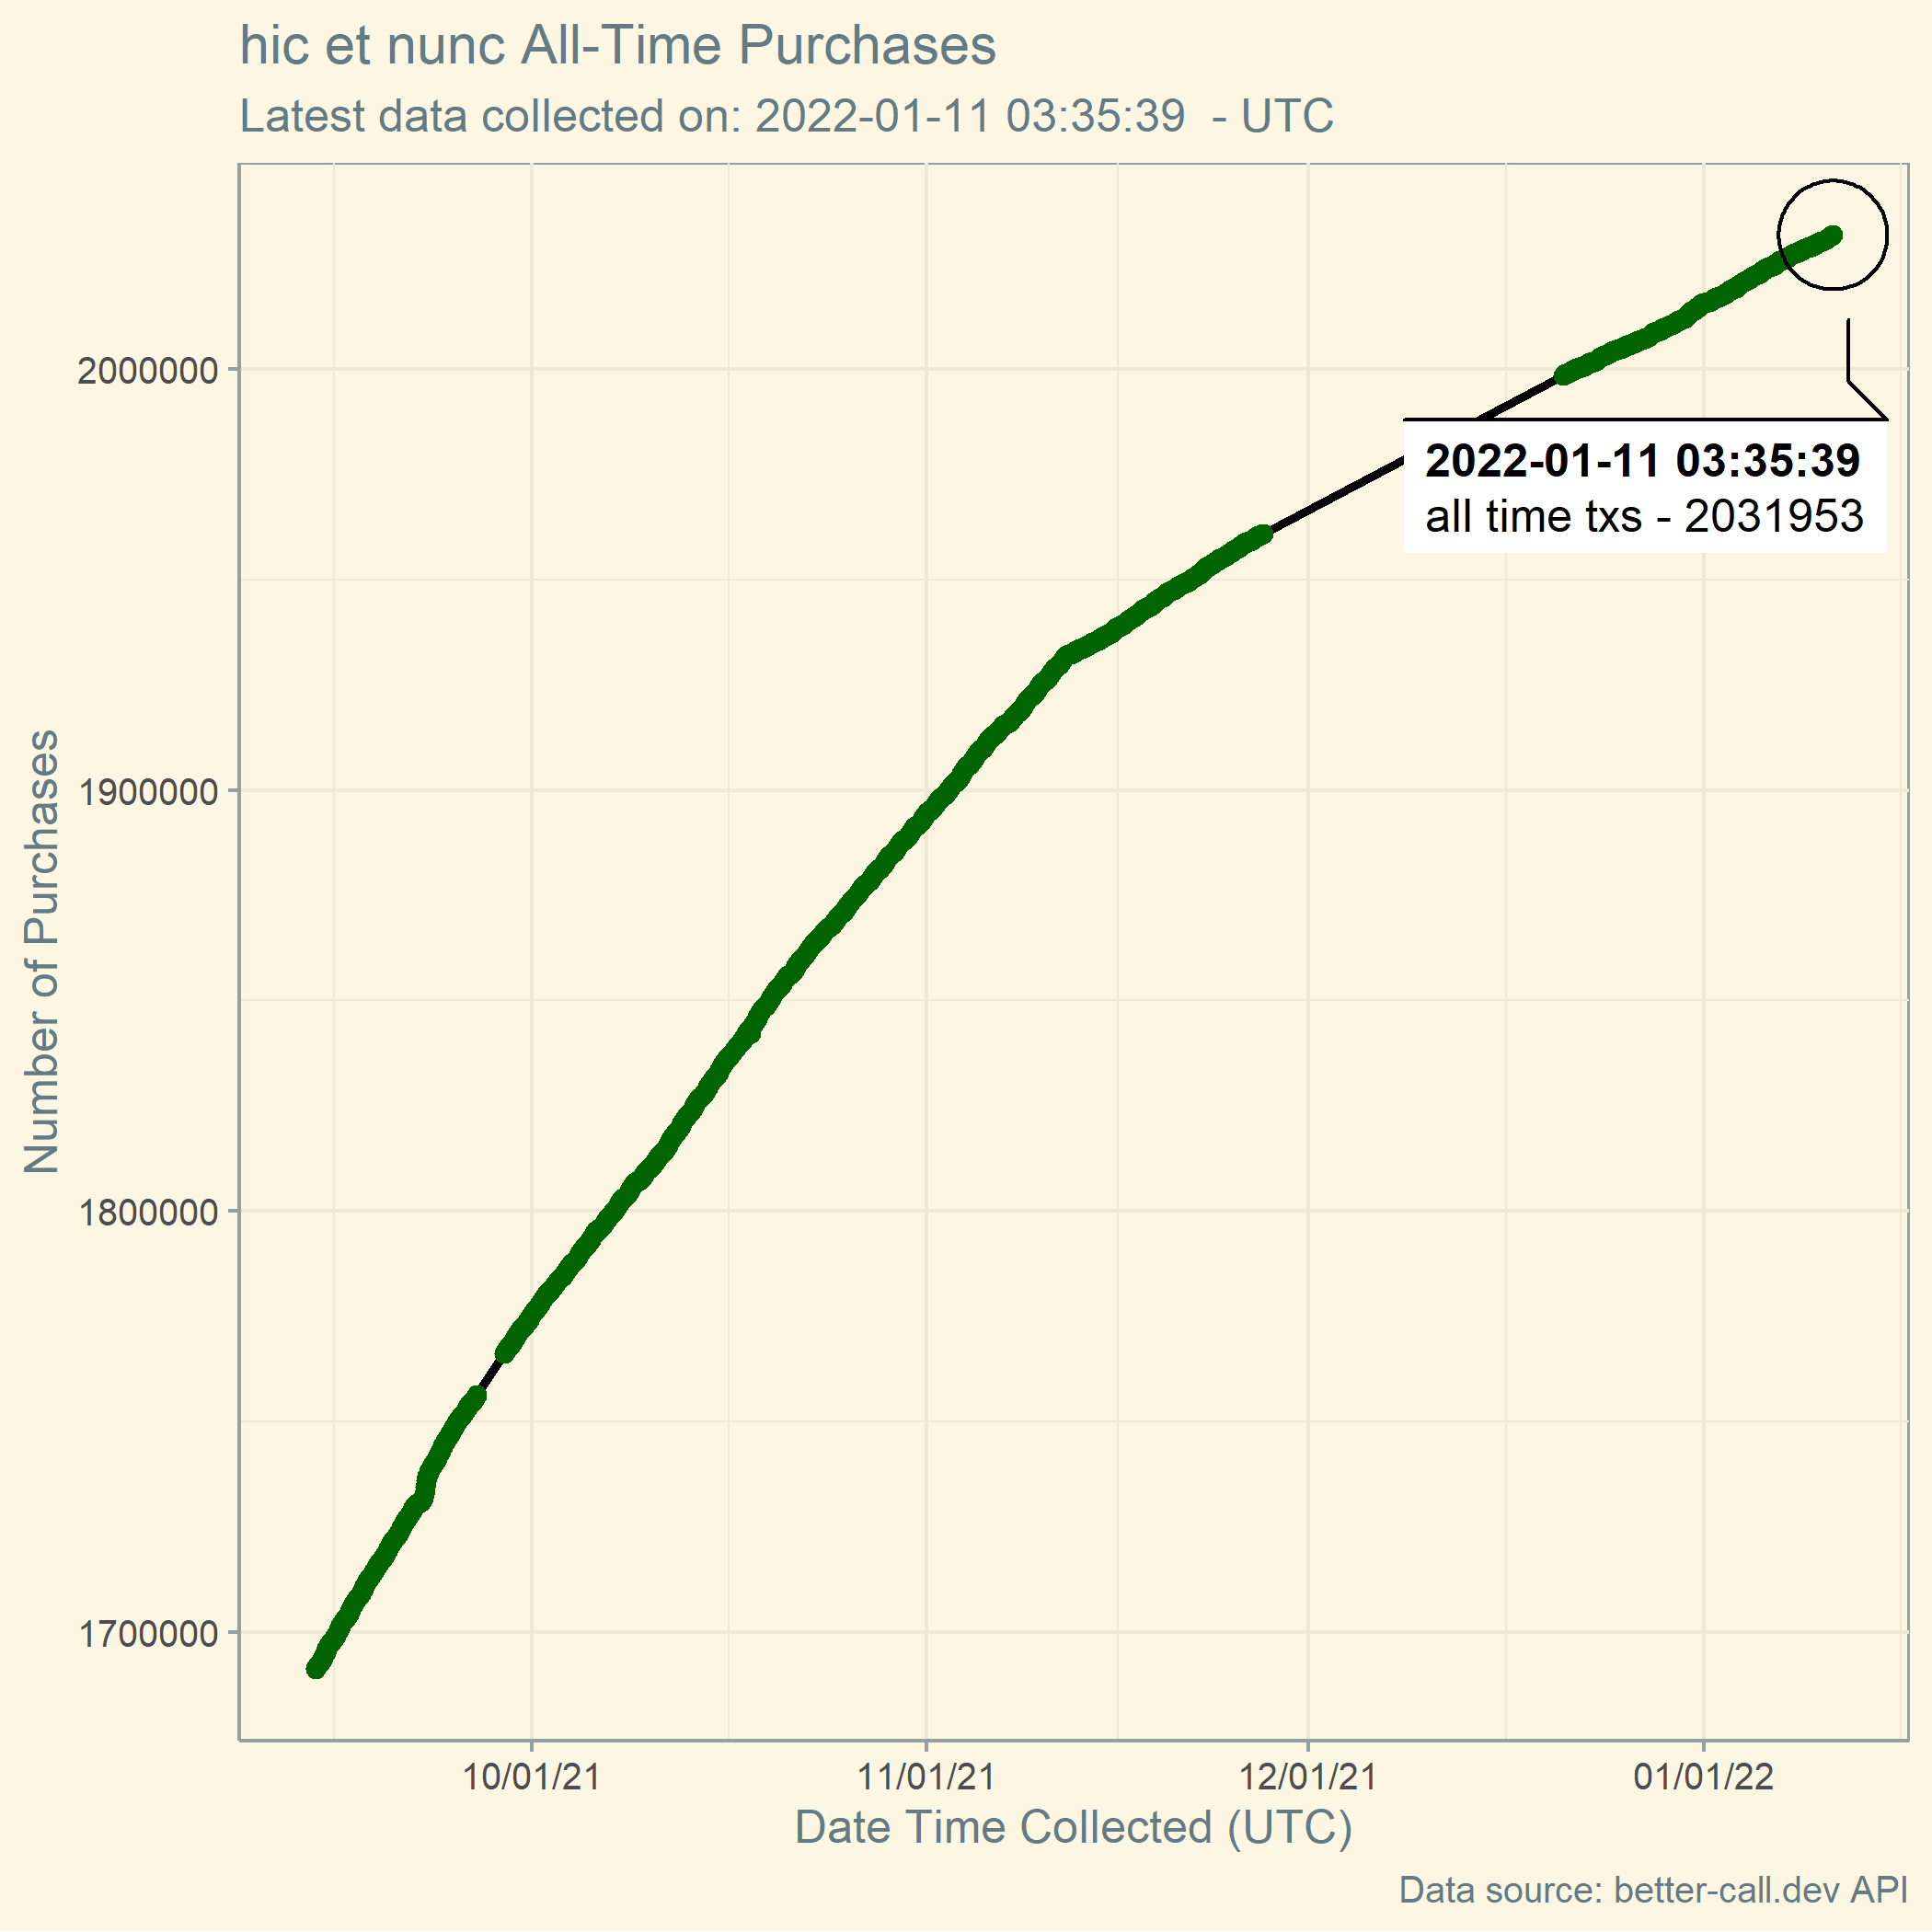 hic et nunc All-Time Purchases
Latest data collected on: 2022-01-11 03:35:39  - UTC
Number of Purchases
2000000
1900000
1800000
1700000
2022-01-11 03:35:39
all time txs - 2031953
10/01/21
11/01/21
12/01/21
01/01/22
Date Time Collected (UTC)
Data source: better-call.dev API